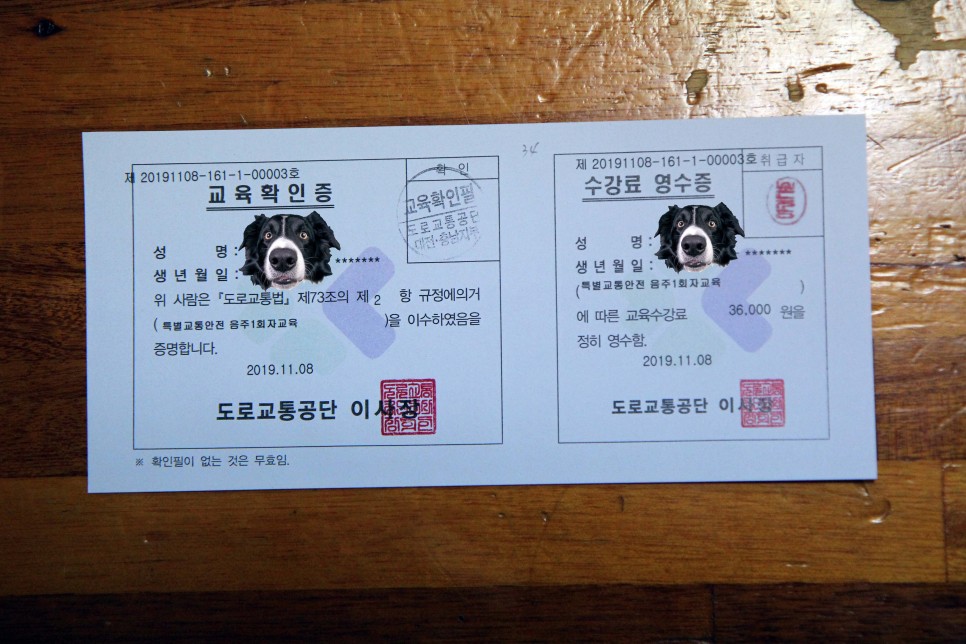 제 20191108-161-1-00003호
교육확인증
확 인
교육확인필
도로교통공단
대전·충남지부
성 명 :
생년월일 : *******
위 사람은 『도로교통법』 제73조의 제 2 항 규정에의거
( 특별교통안전 음주1회자교육 )을 이수하였음을
증명합니다.
2019.11.08
도로교통공단 이사장
※ 확인필이 없는 것은 무효임.
제 20191108-161-1-00003호
취급자
수강료 영수증
성 명 :
생년월일 : *******
(특별교통안전 음주1회자교육 )
에 따른 교육수강료 36,000 원을
정히 영수함.
2019.11.08
도로교통공단 이사장